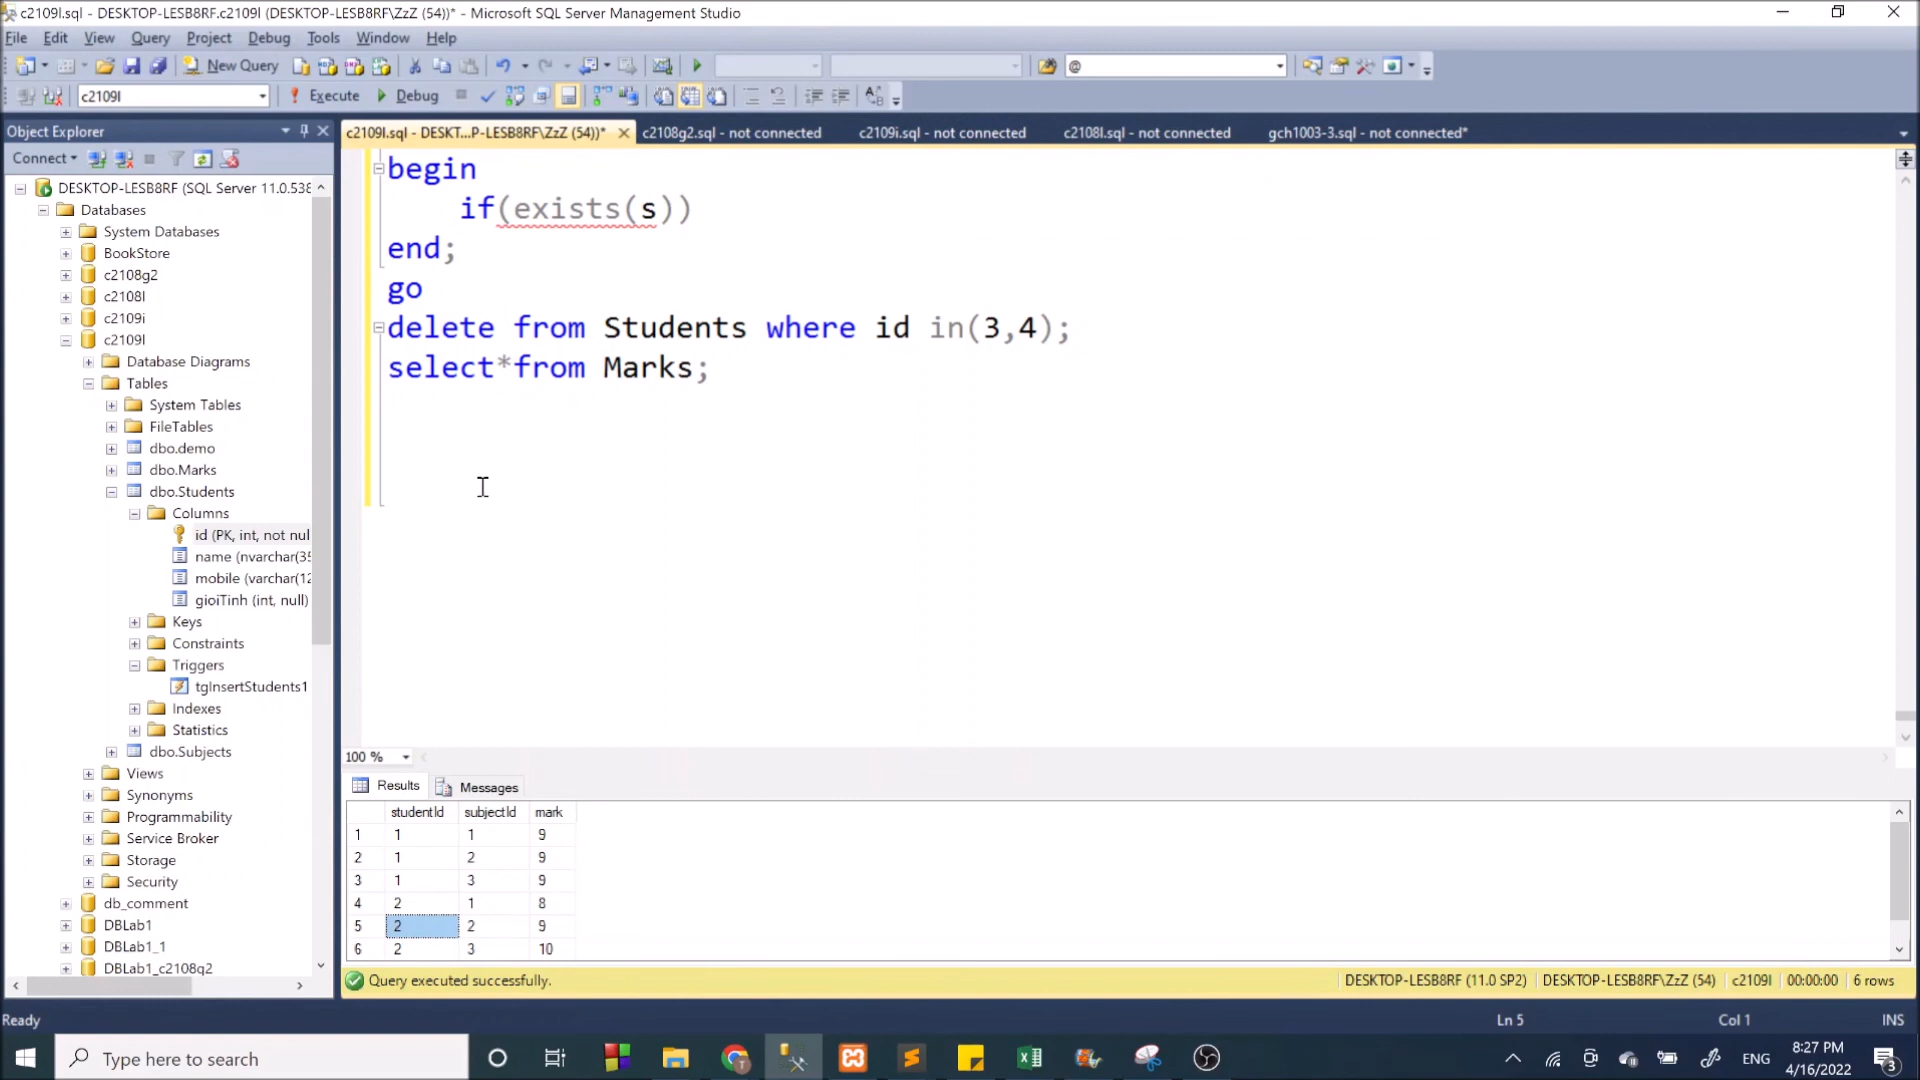 c2109l.sql - DESKTOP-LESB8RF.c2109l (DESKTOP-LESB8RF\ZzZ (54))* - Microsoft SQL Server Management Studio
File Edit View Query Project Debug Tools Window Help
New Query @
c2109l Execute Debug
Object Explorer
Connect
DESKTOP-LESB8RF (SQL Server 11.0.538
Databases
System Databases
BookStore
c2108g2
c2108l
c2109i
c2109l
Database Diagrams
Tables
System Tables
FileTables
dbo.demo
dbo.Marks
dbo.Students
Columns
id (PK, int, not nul
name (nvarchar(35
mobile (varchar(12
gioiTinh (int, null)
Keys
Constraints
Triggers
tgInsertStudents1
Indexes
Statistics
dbo.Subjects
Views
Synonyms
Programmability
Service Broker
Storage
Security
db_comment
DBLab1
DBLab1_1
DBLab1_c2108g2
c2109l.sql - DESKT...P-LESB8RF\ZzZ (54))* c2108g2.sql - not connected c2109i.sql - not connected c2108l.sql - not connected gch1003-3.sql - not connected*
begin
if(exists(s))
end;
go
delete from Students where id in(3,4);
select*from Marks;
100 %
Results Messages
studentId subjectId mark
1 1 1 9
2 1 2 9
3 1 3 9
4 2 1 8
5 2 2 9
6 2 3 10
Query executed successfully. DESKTOP-LESB8RF (11.0 SP2) DESKTOP-LESB8RF\ZzZ (54) c2109l 00:00:00 6 rows
Ready Ln 5 Col 1 INS
Type here to search ENG 8:27 PM
4/16/2022 3